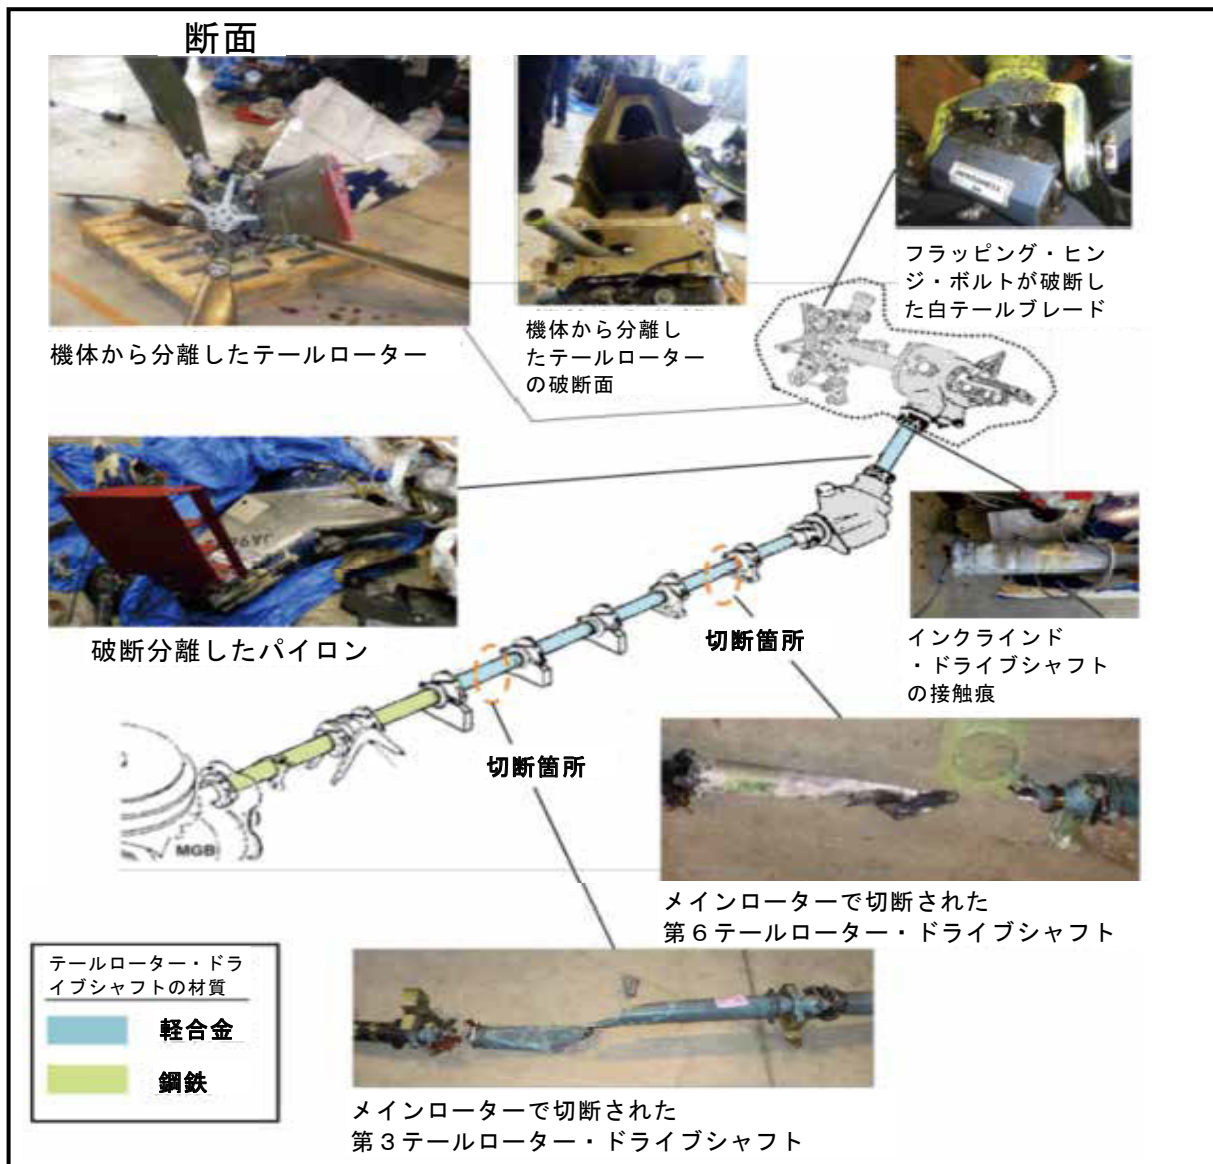 断面
機体から分離したテールローター
機体から分離し
たテールローター
の破断面
フラッピング・ヒン
ジ・ボルトが破断し
た白テールブレード
破断分離したパイロン
切断箇所
インクラインド
・ドライブシャフト
の接触痕
切断箇所
MGB
メインローターで切断された
第６テールローター・ドライブシャフト
テールローター・ドラ
イブシャフトの材質
軽合金
鋼鉄
メインローターで切断された
第３テールローター・ドライブシャフト